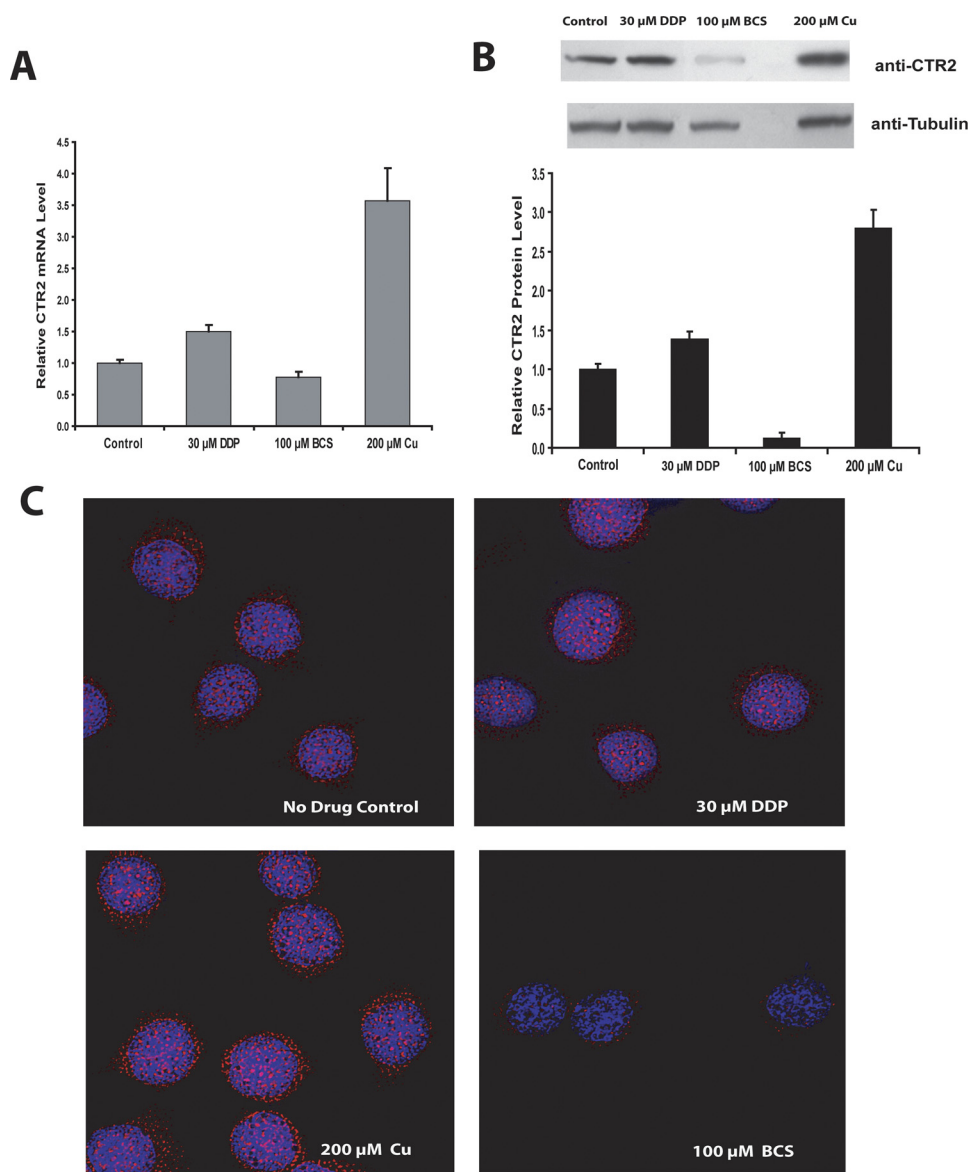 A
Relative CTR2 mRNA Level
4.5
4.0
3.5
3.0
2.5
2.0
1.5
1.0
0.5
0.0
Control 30 µM DDP 100 µM BCS 200 µM Cu
B
Control 30 µM DDP 100 µM BCS 200 µM Cu
anti-CTR2
anti-Tubulin
Relative CTR2 Protein Level
3.5
3.0
2.5
2.0
1.5
1.0
0.5
0.0
Control 30 µM DDP 100 µM BCS 200 µM Cu
C
No Drug Control
30 µM DDP
200 µM Cu
100 µM BCS